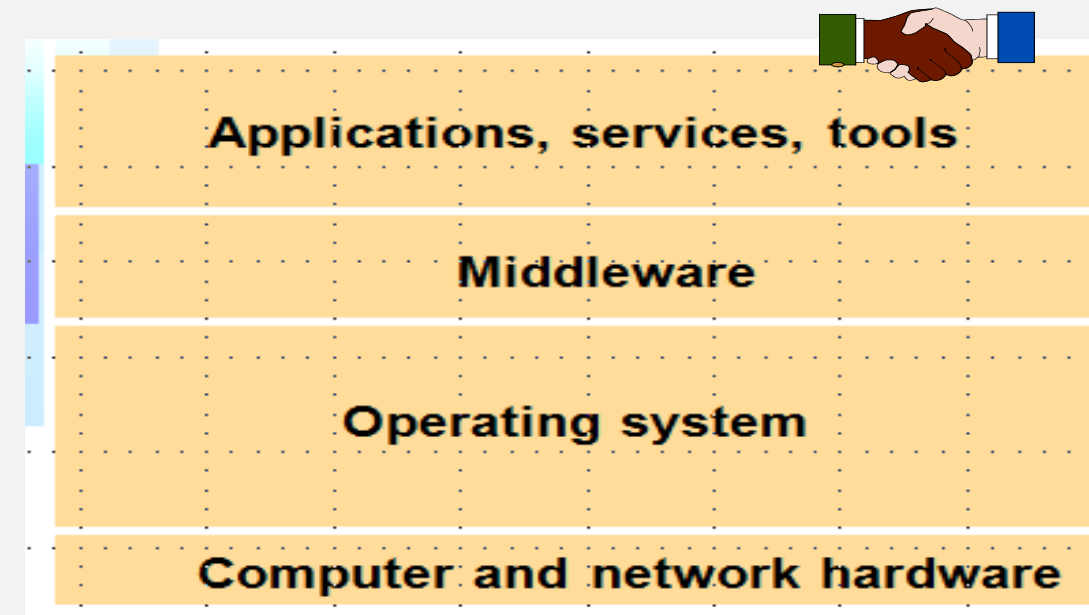 Applications, services, tools
Middleware
Operating system
Computer and network hardware